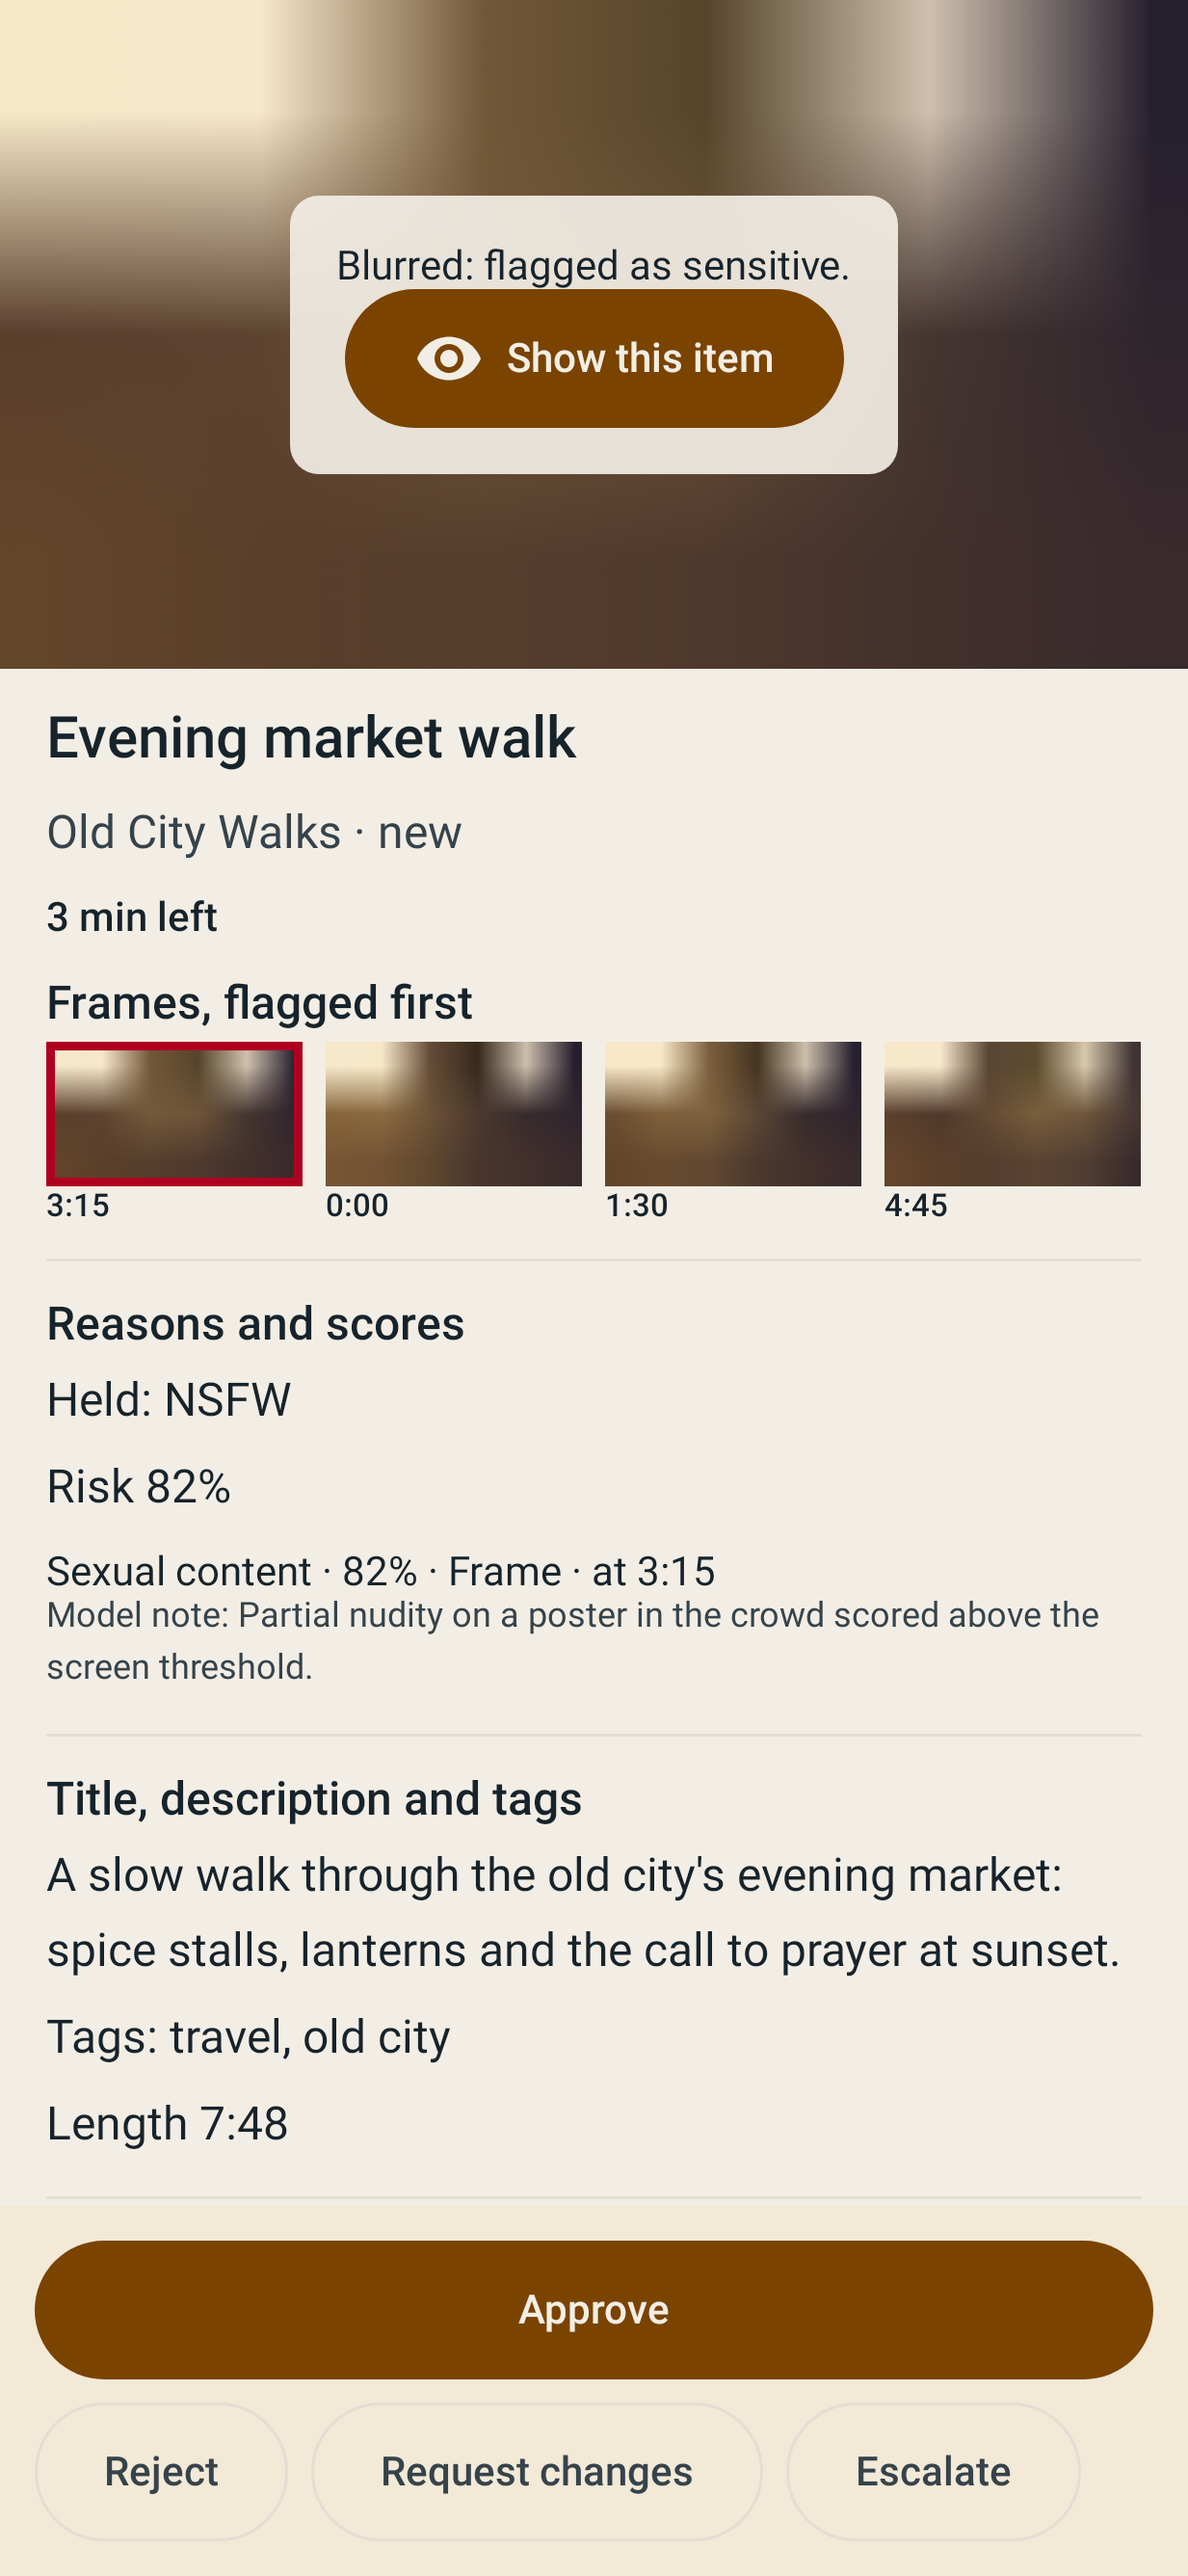 Blurred: flagged as sensitive.
Show this item
Evening market walk
Old City Walks · new
3 min left
Frames, flagged first
3:15
0:00
1:30
4:45
Reasons and scores
Held: NSFW
Risk 82%
Sexual content · 82% · Frame · at 3:15
Model note: Partial nudity on a poster in the crowd scored above the
screen threshold.
Title, description and tags
A slow walk through the old city's evening market:
spice stalls, lanterns and the call to prayer at sunset.
Tags: travel, old city
Length 7:48
Approve
Reject
Request changes
Escalate